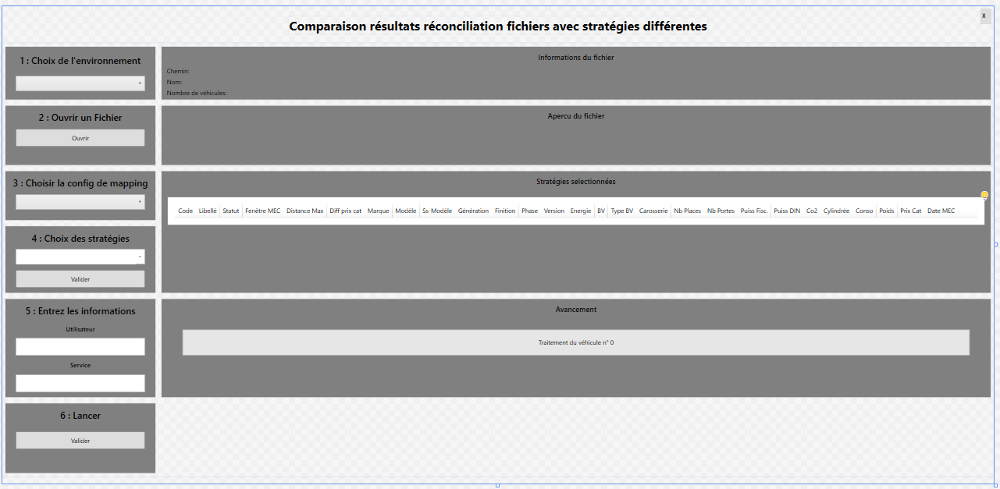 x
Comparaison résultats réconciliation fichiers avec stratégies différentes
1 : Choix de l'environnement
Informations du fichier
Chemin:
Nom:
Nombre de véhicules:
2 : Ouvrir un Fichier
Ouvrir
Apercu du fichier
3 : Choisir la config de mapping
Stratégies selectionnées
Code Libellé Statut Fenêtre MEC Distance Max Diff prix cat Marque Modèle Ss-Modèle Génération Finition Phase Version Energie BV Type BV Carosserie Nb Places Nb Portes Puiss Fisc. Puiss DIN Co2 Cylindrée Conso Poids Prix Cat Date MEC
4 : Choix des stratégies
Valider
5 : Entrez les informations
Utilisateur
Service
Avancement
Traitement du véhicule n° 0
6 : Lancer
Valider